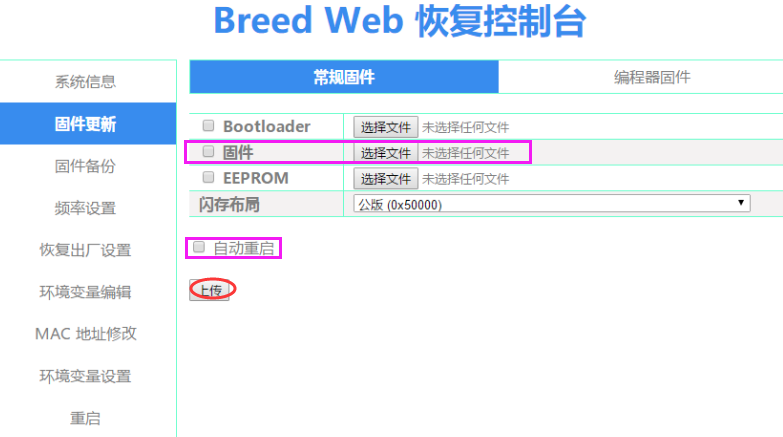 Breed Web 恢复控制台
系统信息
固件更新
固件备份
频率设置
恢复出厂设置
环境变量编辑
MAC 地址修改
环境变量设置
重启
常规固件 编程器固件
Bootloader 选择文件 未选择任何文件
固件 选择文件 未选择任何文件
EEPROM 选择文件 未选择任何文件
闪存布局 公版 (0x50000)
自动重启
上传